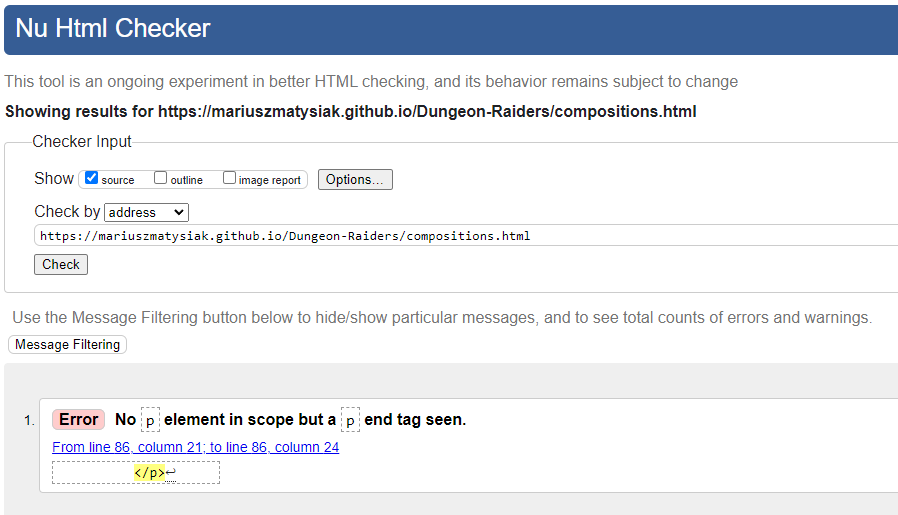 Nu Html Checker
This tool is an ongoing experiment in better HTML checking, and its behavior remains subject to change
Showing results for https://mariuszmatysiak.github.io/Dungeon-Raiders/compositions.html
Checker Input
Show source outline image report Options...
Check by address
https://mariuszmatysiak.github.io/Dungeon-Raiders/compositions.html
Check
Use the Message Filtering button below to hide/show particular messages, and to see total counts of errors and warnings.
Message Filtering
1. Error No p element in scope but a p end tag seen.
From line 86, column 21; to line 86, column 24
</p>↩